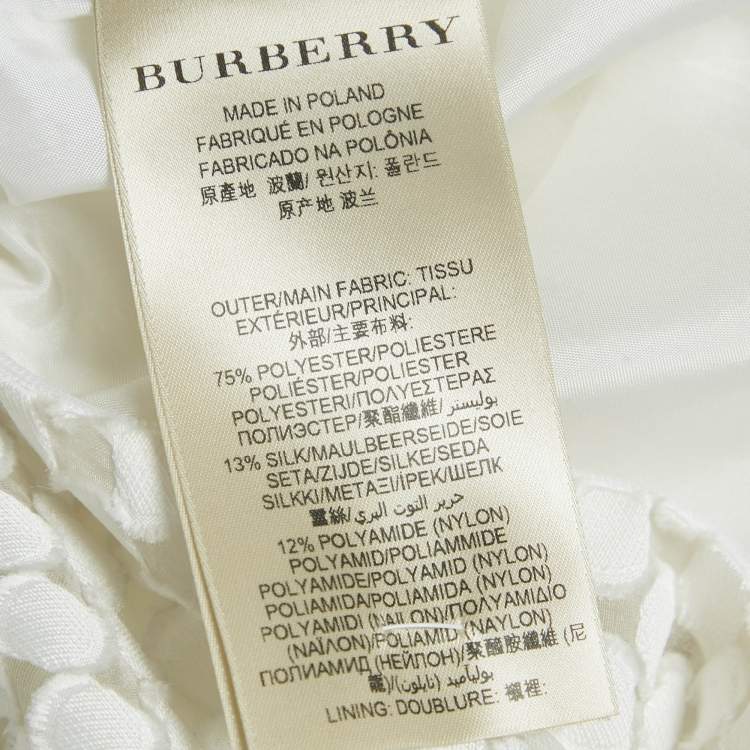 BURBERRY
MADE IN POLAND
FABRIQUÉ EN POLOGNE
FABRICADO NA POLÔNIA
原產地 波蘭/ 원산지: 폴란드
原产地 波兰
OUTER/MAIN FABRIC: TISSU
EXTÉRIEUR/PRINCIPAL:
外部/主要布料:
75% POLYESTER/POLIESTERE
POLIÉSTER/POLIESTER
POLYESTERI/ΠΟΛΥΕΣΤΕΡΑΣ
ПОЛИЭСТЕР/聚酯纖維/بوليستر
13% SILK/MAULBEERSEIDE/SOIE
SETA/ZIJDE/SILKE/SEDA
SILKKI/ΜΕΤΑΞΙ/IPEK/ШЕЛК
蠶絲/حرير التوت البري
12% POLYAMIDE (NYLON)
POLYAMID/POLIAMMIDE
POLYAMIDE/POLYAMID (NYLON)
POLIAMIDA/POLIAMIDA (NYLON)
POLYAMIDI (NAILON)/ΠΟΛΥΑΜΙΔΙΟ
(ΝΑΪΛΟΝ)/POLIAMID (NAYLON)
ПОЛИАМИД (НЕЙЛОН)/聚醯胺纖維 (尼
龍)/بولياميد (نايلون)
LINING: DOUBLURE: 襯裡: